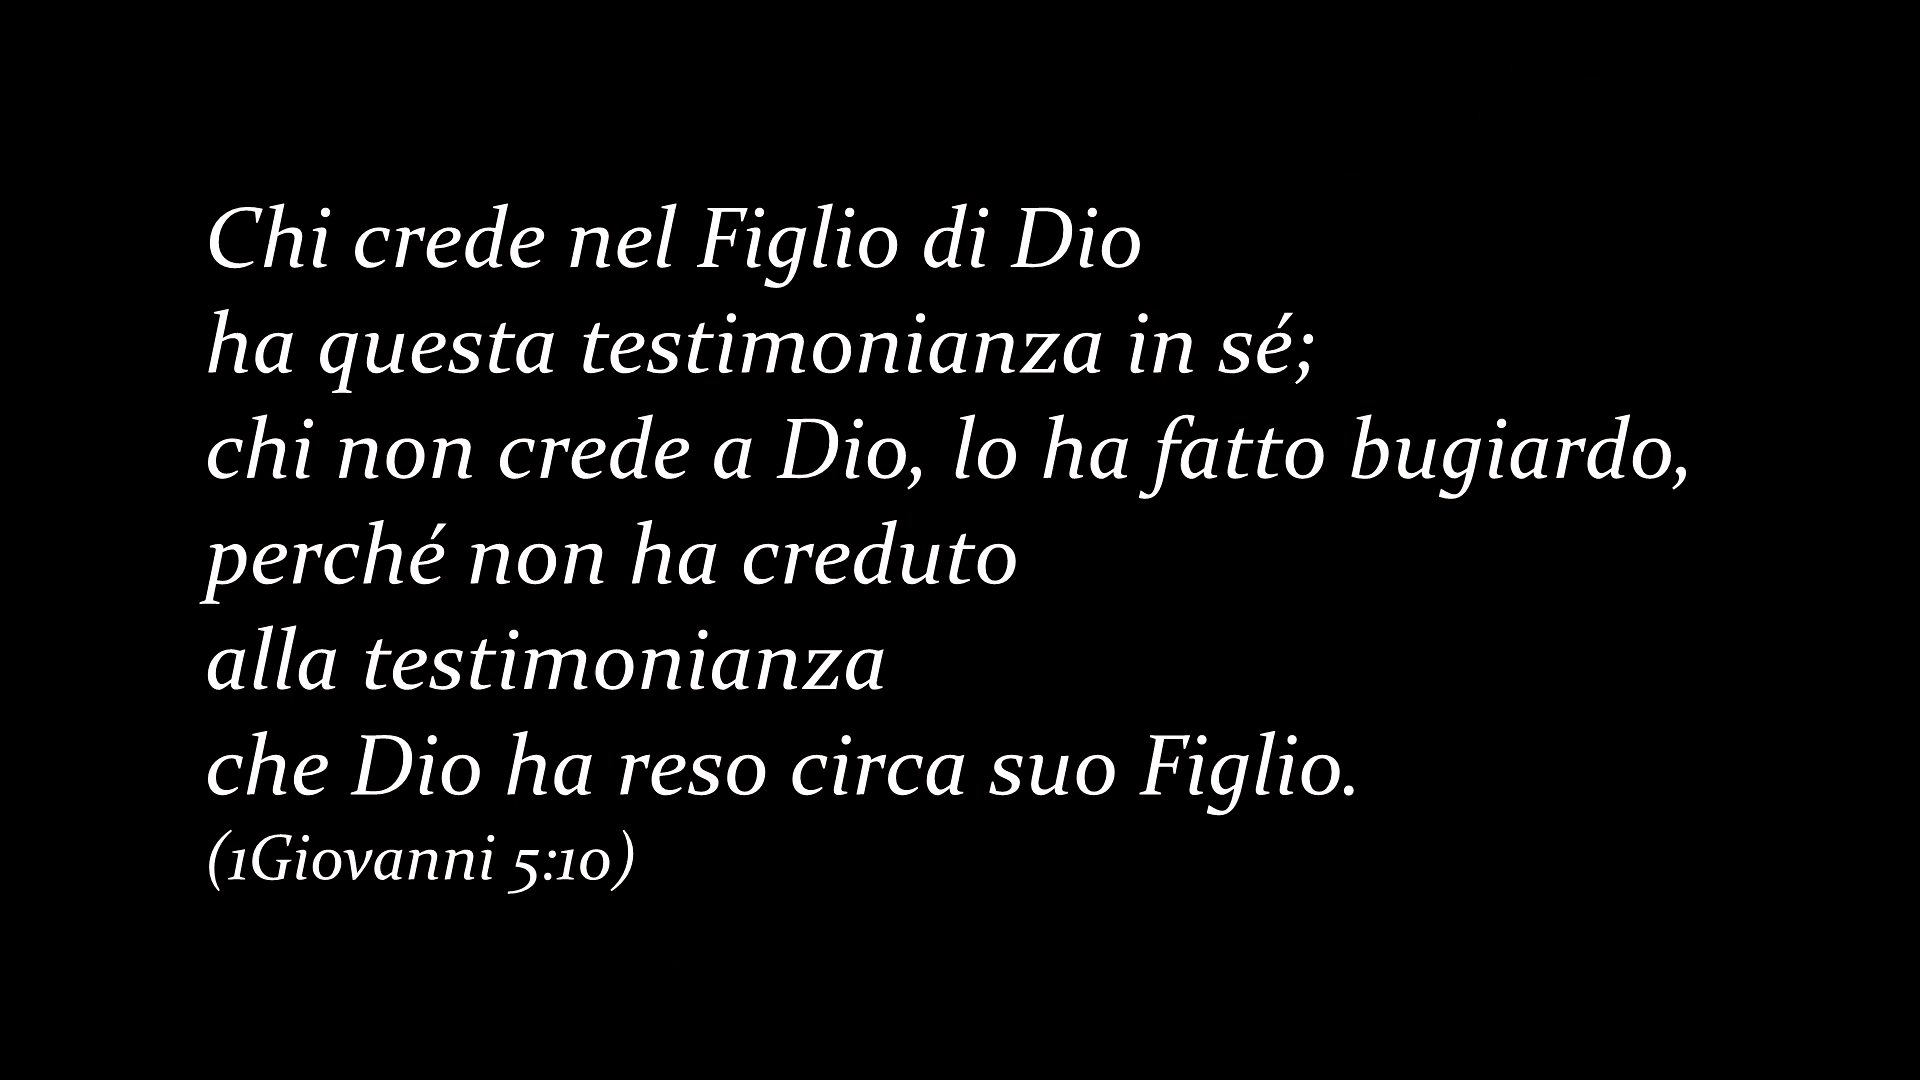 Chi crede nel Figlio di Dio
ha questa testimonianza in sé;
chi non crede a Dio, lo ha fatto bugiardo,
perché non ha creduto
alla testimonianza
che Dio ha reso circa suo Figlio.
(1Giovanni 5:10)